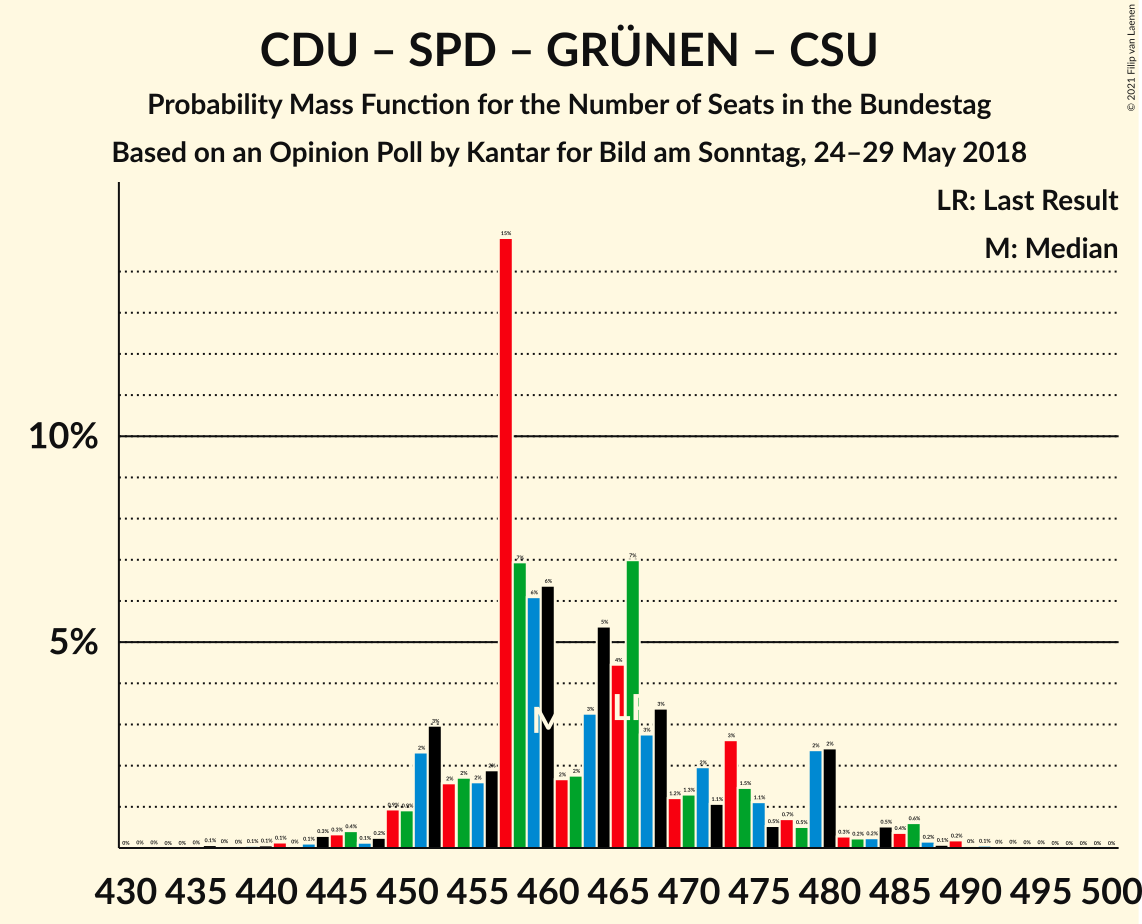 CDU – SPD – GRÜNEN – CSU
Probability Mass Function for the Number of Seats in the Bundestag
Based on an Opinion Poll by Kantar for Bild am Sonntag, 24–29 May 2018
© 2021 Filip van Laenen
LR: Last Result
M: Median
10%
5%
15%
7% 6% 6% 5% 4% 7%
M LR
430 435 440 445 450 455 460 465 470 475 480 485 490 495 500